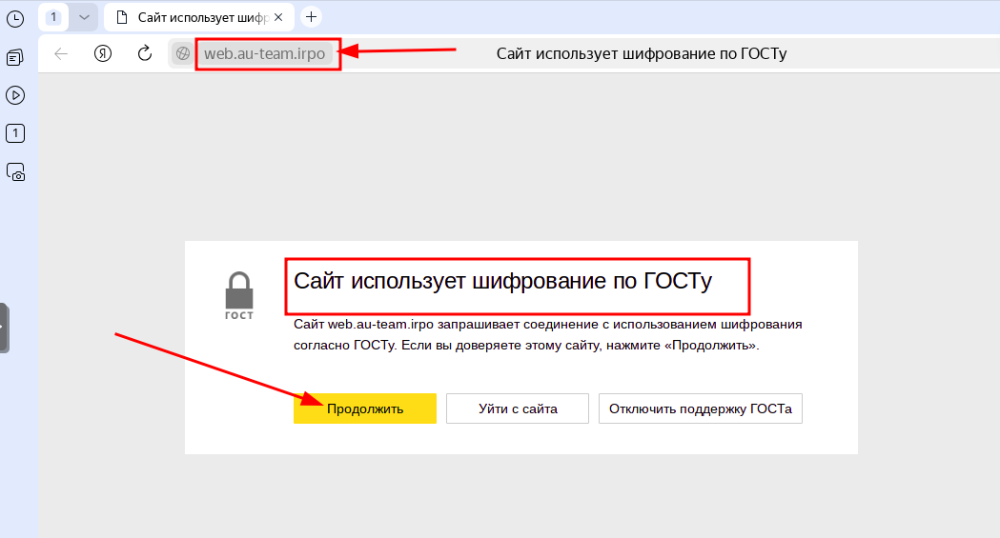 1
Сайт использует шиф
Я
web.au-team.irpo
Сайт использует шифрование по ГОСТу
1
ГОСТ
Сайт использует шифрование по ГОСТу
Сайт web.au-team.irpo запрашивает соединение с использованием шифрования
согласно ГОСТу. Если вы доверяете этому сайту, нажмите «Продолжить».
Продолжить
Уйти с сайта
Отключить поддержку ГОСТа